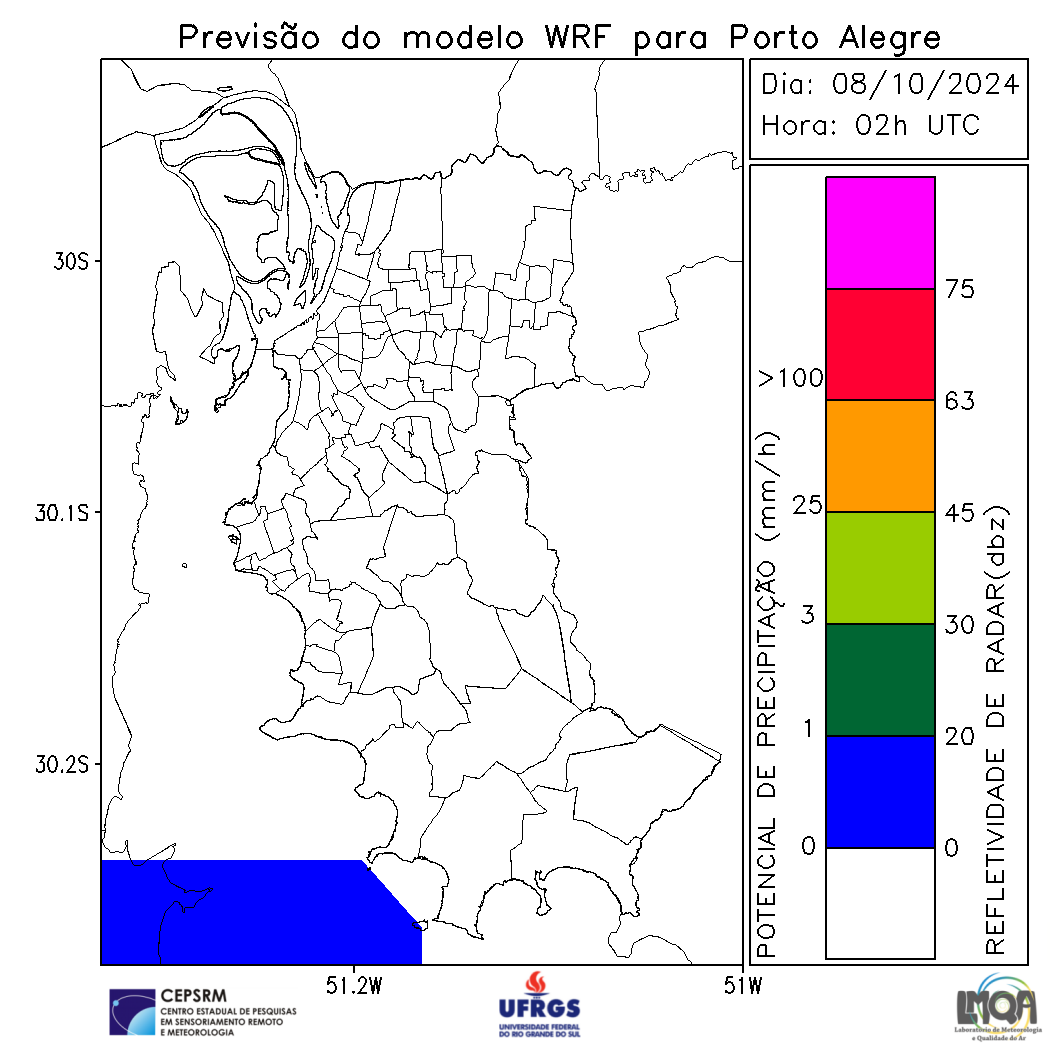 Previsão do modelo WRF para Porto Alegre
Dia: 08/10/2024
Hora: 02h UTC
30S
30.1S
30.2S
51.2W
51W
POTENCIAL DE PRECIPITAÇÃO (mm/h)
>100
25
3
1
0
75
63
45
30
20
0
REFLETIVIDADE DE RADAR(dbz)
CEPSRM
CENTRO ESTADUAL DE PESQUISAS
EM SENSORIAMENTO REMOTO
E METEOROLOGIA
UFRGS
UNIVERSIDADE FEDERAL
DO RIO GRANDE DO SUL
LMQA
Laboratório de Meteorologia
e Qualidade do Ar